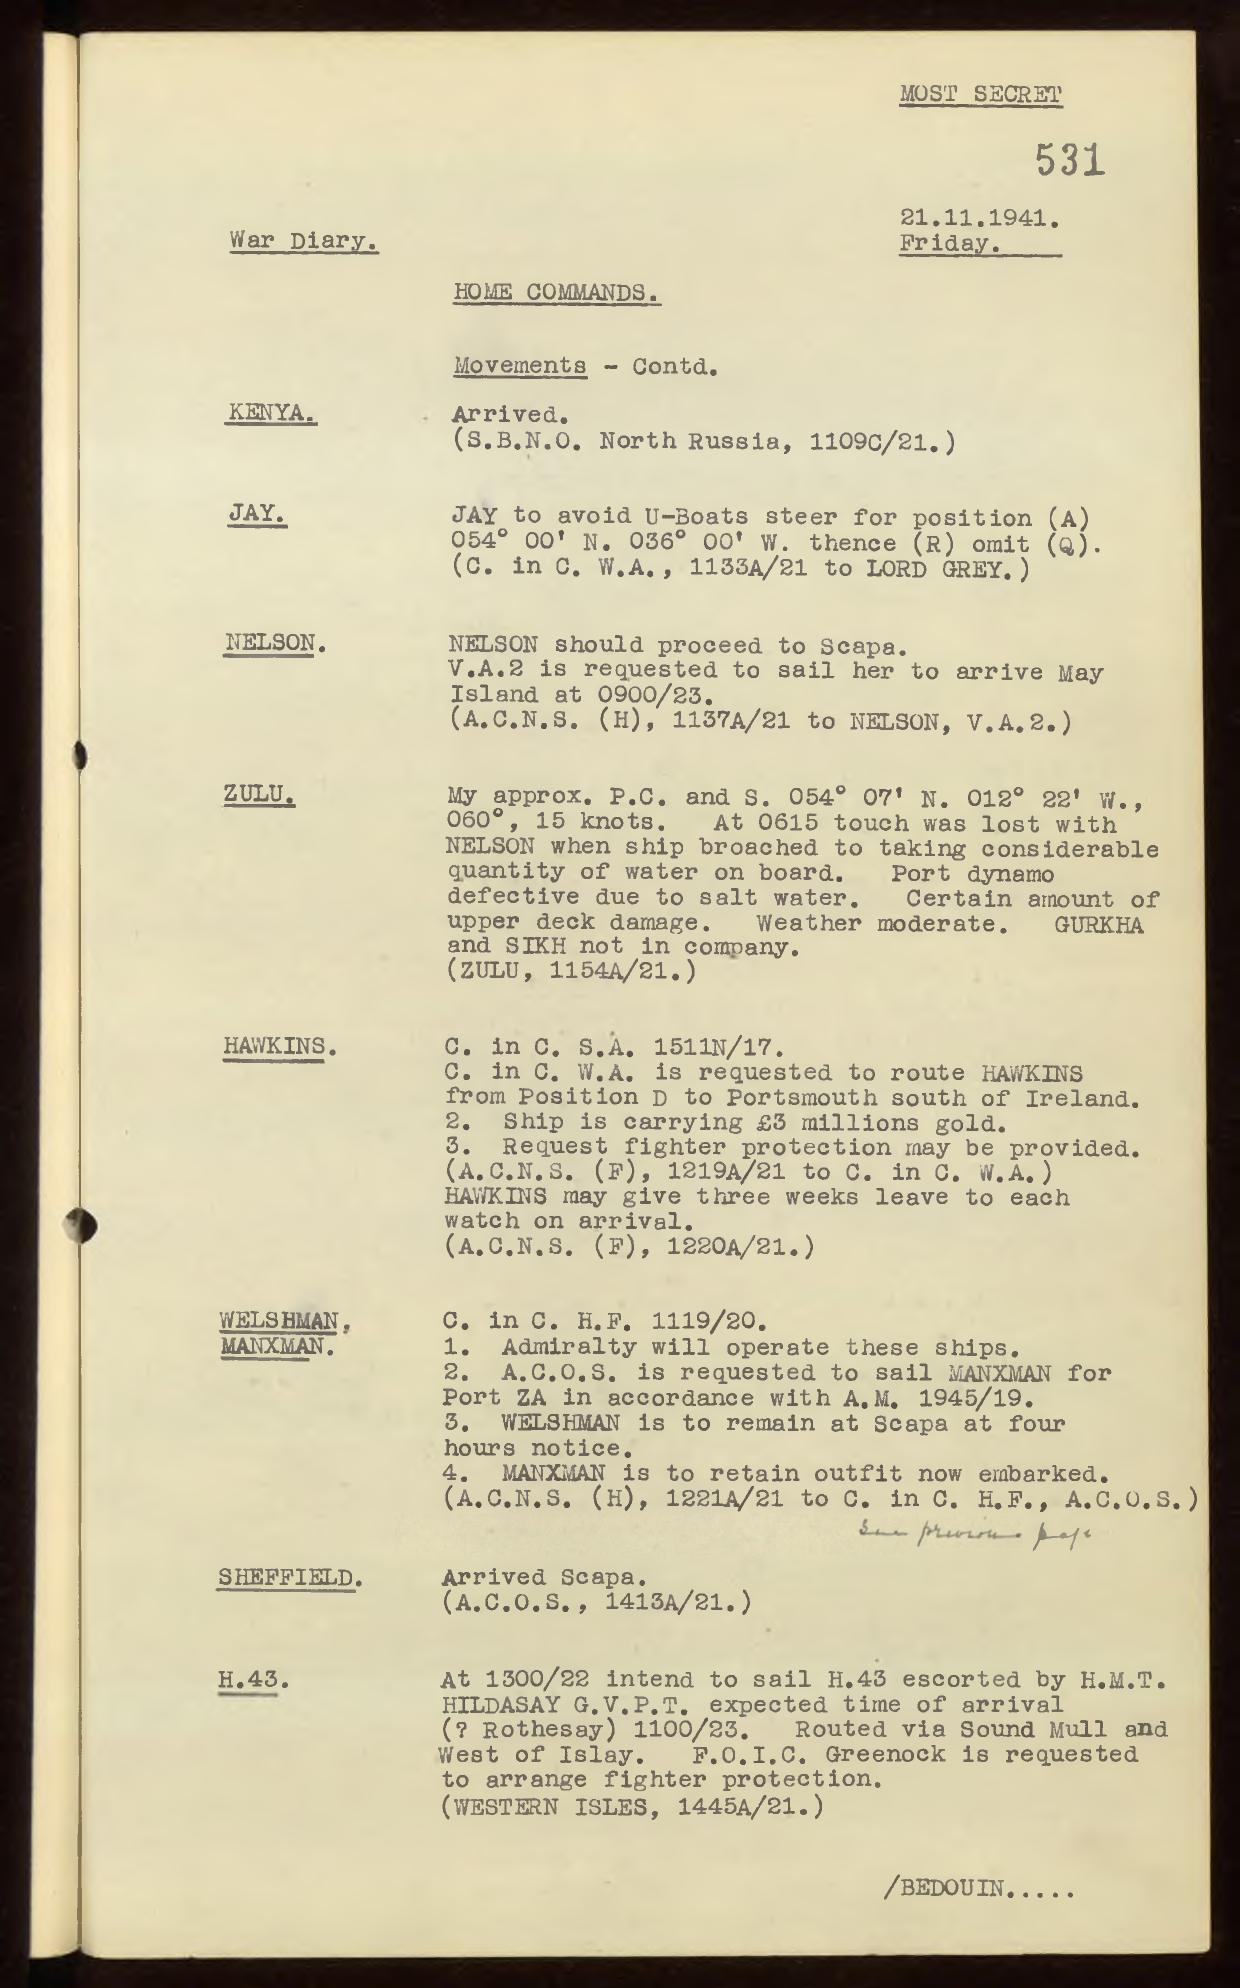 MOST SECRET
531
21.11.1941.
War Diary.
Friday.
HOME COMMANDS.
Movements - Contd.
KENYA.
Arrived.
(S.B.N.O. North Russia, 1109C/21.)
JAY.
JAY to avoid U-Boats steer for position (A)
054° 00' N. 036° 00' W. thence (R) omit (Q).
(C. in C. W.A., 1133A/21 to LORD GREY.)
NELSON.
NELSON should proceed to Scapa.
V.A.2 is requested to sail her to arrive May
Island at 0900/23.
(A.C.N.S. (H), 1137A/21 to NELSON, V.A.2.)
ZULU.
My approx. P.C. and S. 054° 07' N. 012° 22' W.,
060°, 15 knots. At 0615 touch was lost with
NELSON when ship broached to taking considerable
quantity of water on board. Port dynamo
defective due to salt water. Certain amount of
upper deck damage. Weather moderate. GURKHA
and SIKH not in company.
(ZULU, 1154A/21.)
HAWKINS.
C. in C. S.A. 1511N/17.
C. in C. W.A. is requested to route HAWKINS
from Position D to Portsmouth south of Ireland.
2. Ship is carrying £3 millions gold.
3. Request fighter protection may be provided.
(A.C.N.S. (F), 1219A/21 to C. in C. W.A.)
HAWKINS may give three weeks leave to each
watch on arrival.
(A.C.N.S. (F), 1220A/21.)
WELSHMAN,
MANXMAN.
C. in C. H.F. 1119/20.
1. Admiralty will operate these ships.
2. A.C.O.S. is requested to sail MANXMAN for
Port ZA in accordance with A.M. 1945/19.
3. WELSHMAN is to remain at Scapa at four
hours notice.
4. MANXMAN is to retain outfit now embarked.
(A.C.N.S. (H), 1221A/21 to C. in C. H.F., A.C.O.S.)
See previous page
SHEFFIELD.
Arrived Scapa.
(A.C.O.S., 1413A/21.)
H.43.
At 1300/22 intend to sail H.43 escorted by H.M.T.
HILDASAY G.V.P.T. expected time of arrival
(? Rothesay) 1100/23. Routed via Sound Mull and
West of Islay. F.O.I.C. Greenock is requested
to arrange fighter protection.
(WESTERN ISLES, 1445A/21.)
/BEDOUIN.....